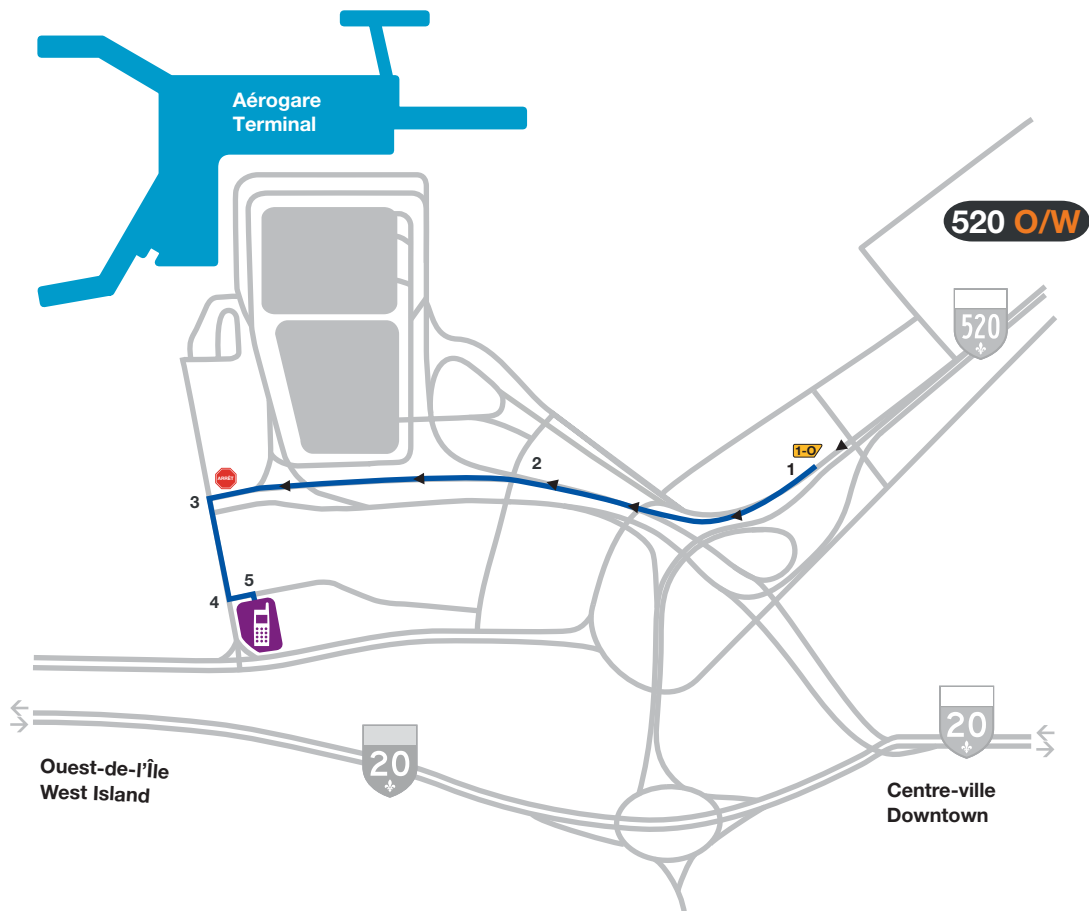 Aérogare
Terminal
520 O/W
520
1-O
1
2
ARRÊT
3
5
4
20
20
Ouest-de-l'Île
West Island
Centre-ville
Downtown